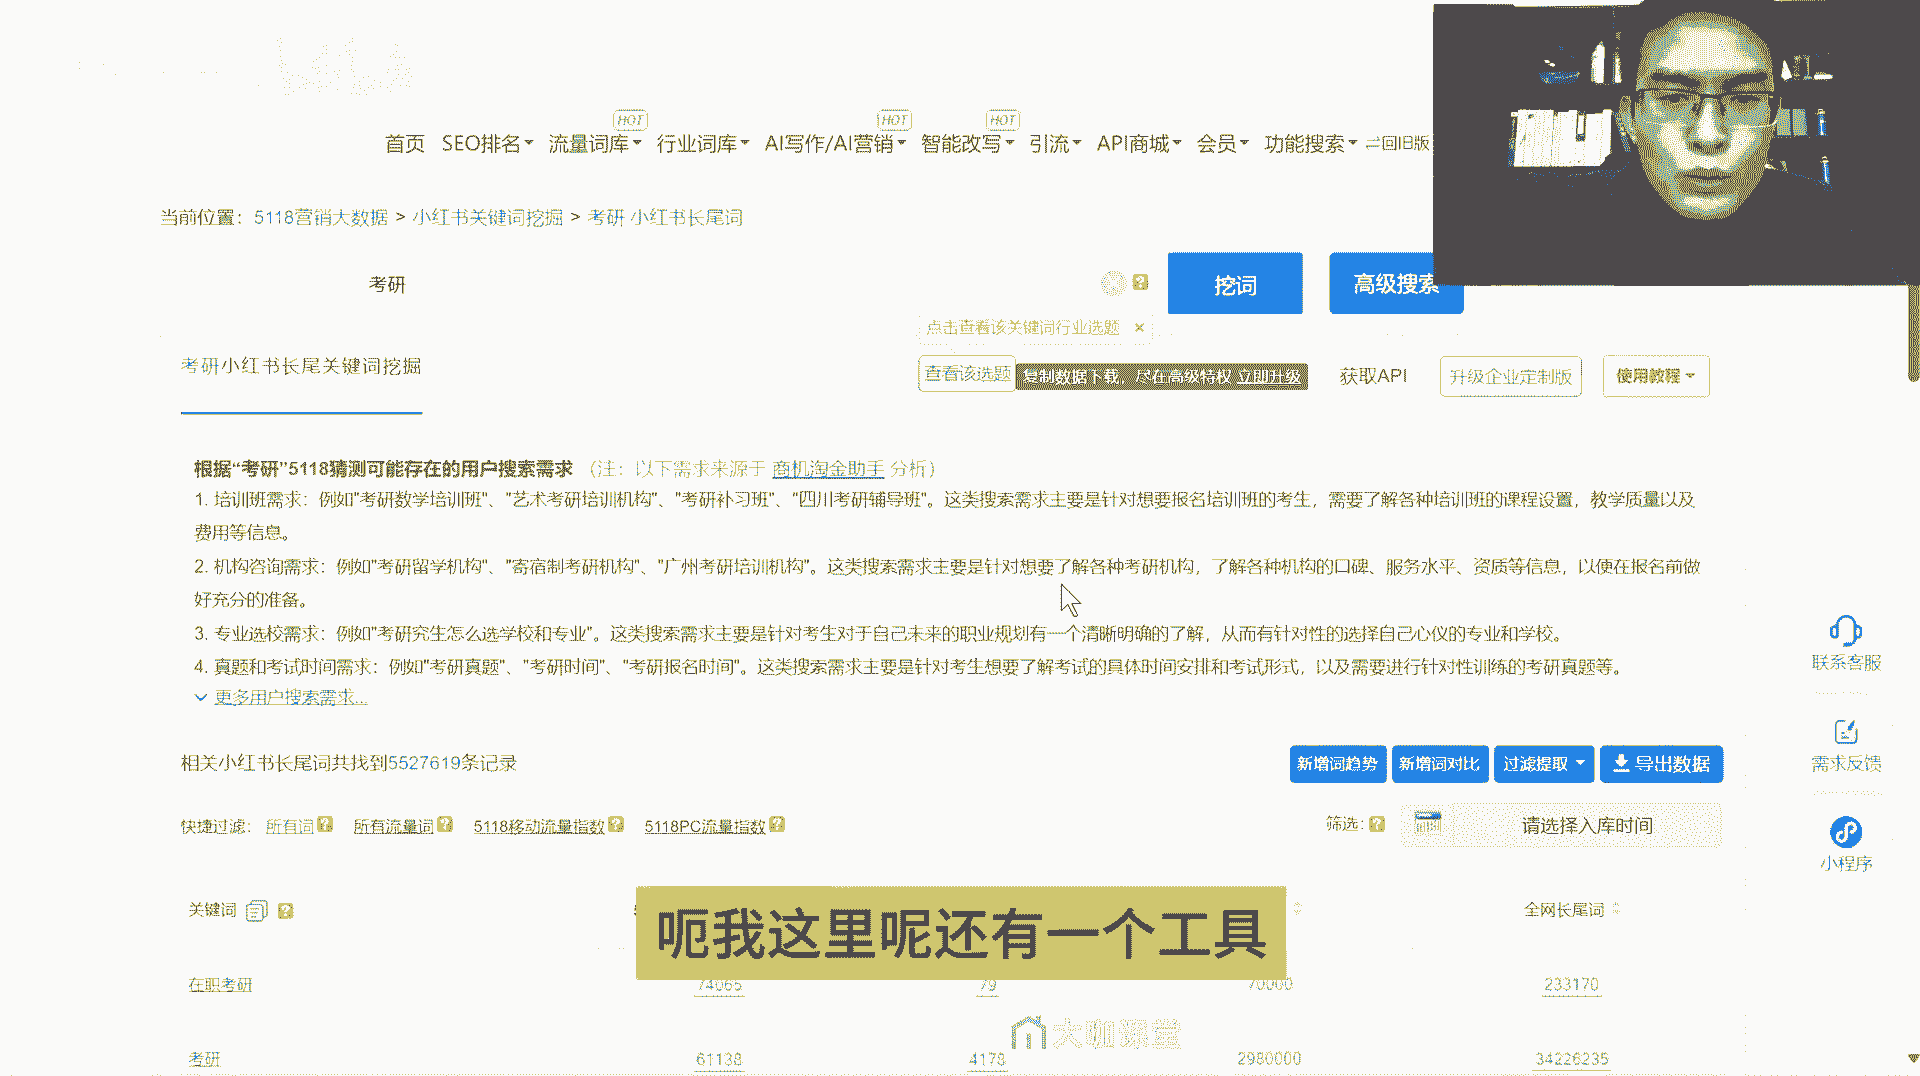 HOT
HOT
HOT
首页 SEO排名 流量词库 行业词库 AI写作/AI营销 智能改写 引流 API商城 会员 功能搜索 回旧版
当前位置：5118营销大数据 > 小红书关键词挖掘 > 考研 小红书长尾词
考研
挖词
高级搜索
点击查看该关键词行业选题 ×
考研小红书长尾关键词挖掘
查看该选题
复制数据下载，尽在高级特权 立即升级
获取API
升级企业定制版
使用教程
根据“考研”5118猜测可能存在的用户搜索需求 （注：以下需求来源于 商机淘金助手 分析）
1. 培训班需求：例如"考研数学培训班"、"艺术考研培训机构"、"考研补习班"、"四川考研辅导班"。这类搜索需求主要是针对想要报名培训班的考生，需要了解各种培训班的课程设置，教学质量以及
费用等信息。
2. 机构咨询需求：例如"考研留学机构"、"寄宿制考研机构"、"广州考研培训机构"。这类搜索需求主要是针对想要了解各种考研机构，了解各种机构的口碑、服务水平、资质等信息，以便在报名前做
好充分的准备。
3. 专业选校需求：例如"考研究生怎么选学校和专业"。这类搜索需求主要是针对考生对于自己未来的职业规划有一个清晰明确的了解，从而有针对性的选择自己心仪的专业和学校。
4. 真题和考试时间需求：例如"考研真题"、"考研时间"、"考研报名时间"。这类搜索需求主要是针对考生想要了解考试的具体时间安排和考试形式，以及需要进行针对性训练的考研真题等。
更多用户搜索需求...
联系客服
相关小红书长尾词共找到5527619条记录
新增词趋势
新增词对比
过滤提取
导出数据
需求反馈
快捷过滤： 所有词 所有流量词 5118移动流量指数 5118PC流量指数
筛选：
请选择入库时间
小程序
关键词
全网长尾词
呃我这里呢还有一个工具
在职考研 74065 79 70000 233170
大咖课堂
考研 61138 4178 2980000 34226235